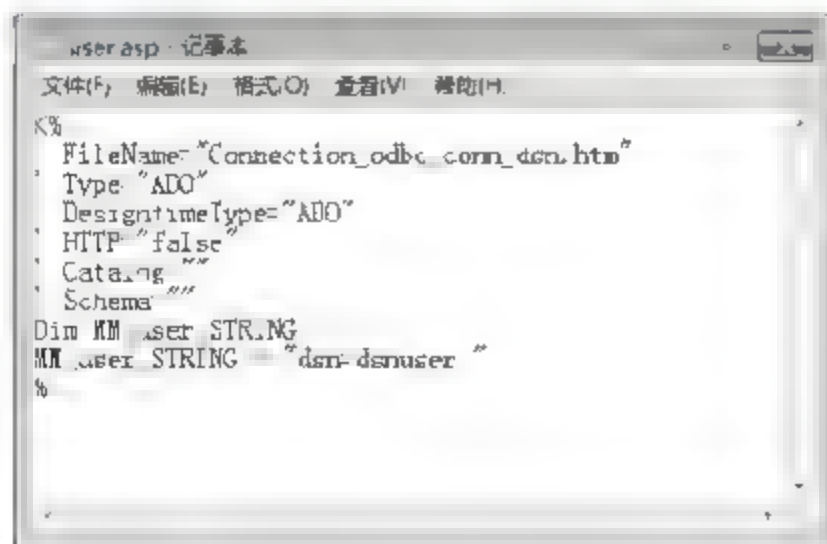 user.asp - 记事本
文件(F) 编辑(E) 格式(O) 查看(V) 帮助(H)
<%
' FileName="Connection_odbc_conn_dsn.htm"
' Type="ADO"
' DesigntimeType="ADO"
' HTTP="false"
' Catalog=""
' Schema=""
Dim MM_user_STRING
MM_user_STRING = "dsn=dsnuser;"
%>